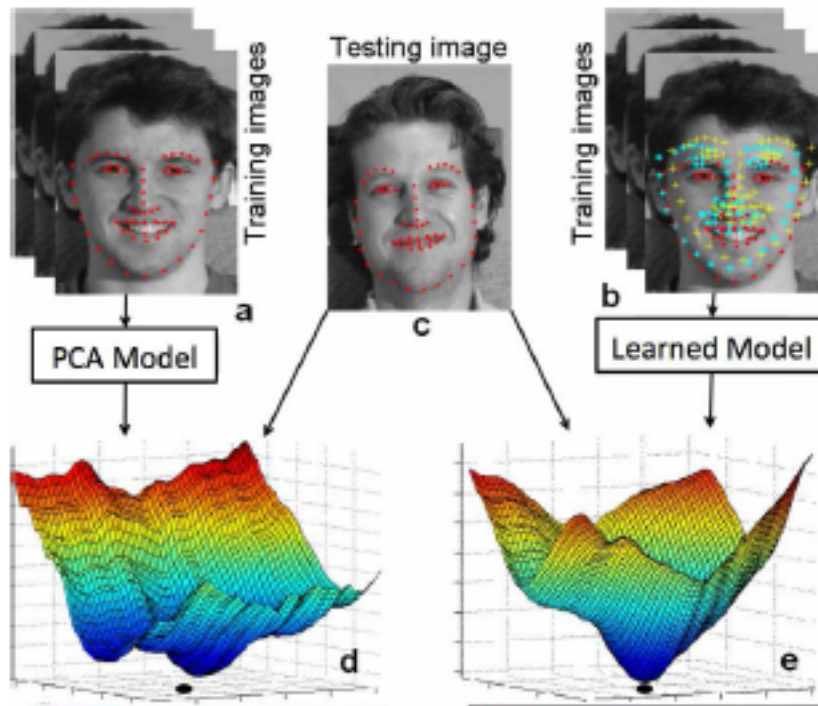 Training images
Testing image
Training images
a
c
b
PCA Model
Learned Model
d
e